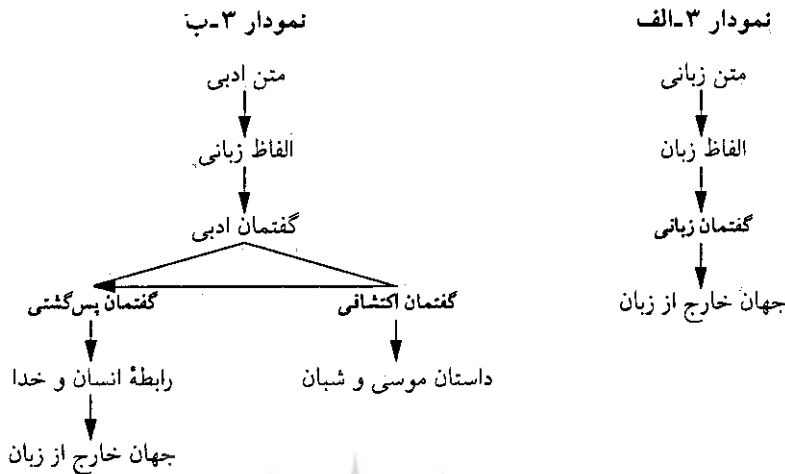 نمودار ۳ـالف
متن زبانی
الفاظ زبان
گفتمان زبانی
جهان خارج از زبان
نمودار ۳ـب
متن ادبی
الفاظ زبانی
گفتمان ادبی
گفتمان اکتشافی
گفتمان پس‌گشتی
داستان موسی و شبان
رابطهٔ انسان و خدا
جهان خارج از زبان